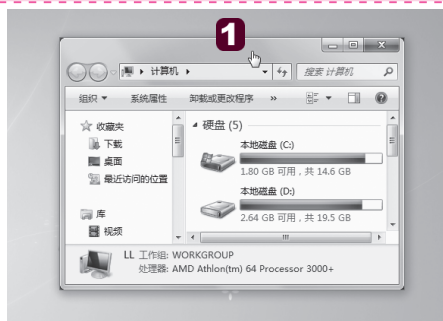 1
计算机
搜索 计算机
组织 系统属性 卸载或更改程序 »
收藏夹
下载
桌面
最近访问的位置
库
视频
硬盘 (5)
本地磁盘 (C:)
1.80 GB 可用，共 14.6 GB
本地磁盘 (D:)
2.64 GB 可用，共 19.5 GB
LL 工作组: WORKGROUP
处理器: AMD Athlon(tm) 64 Processor 3000+